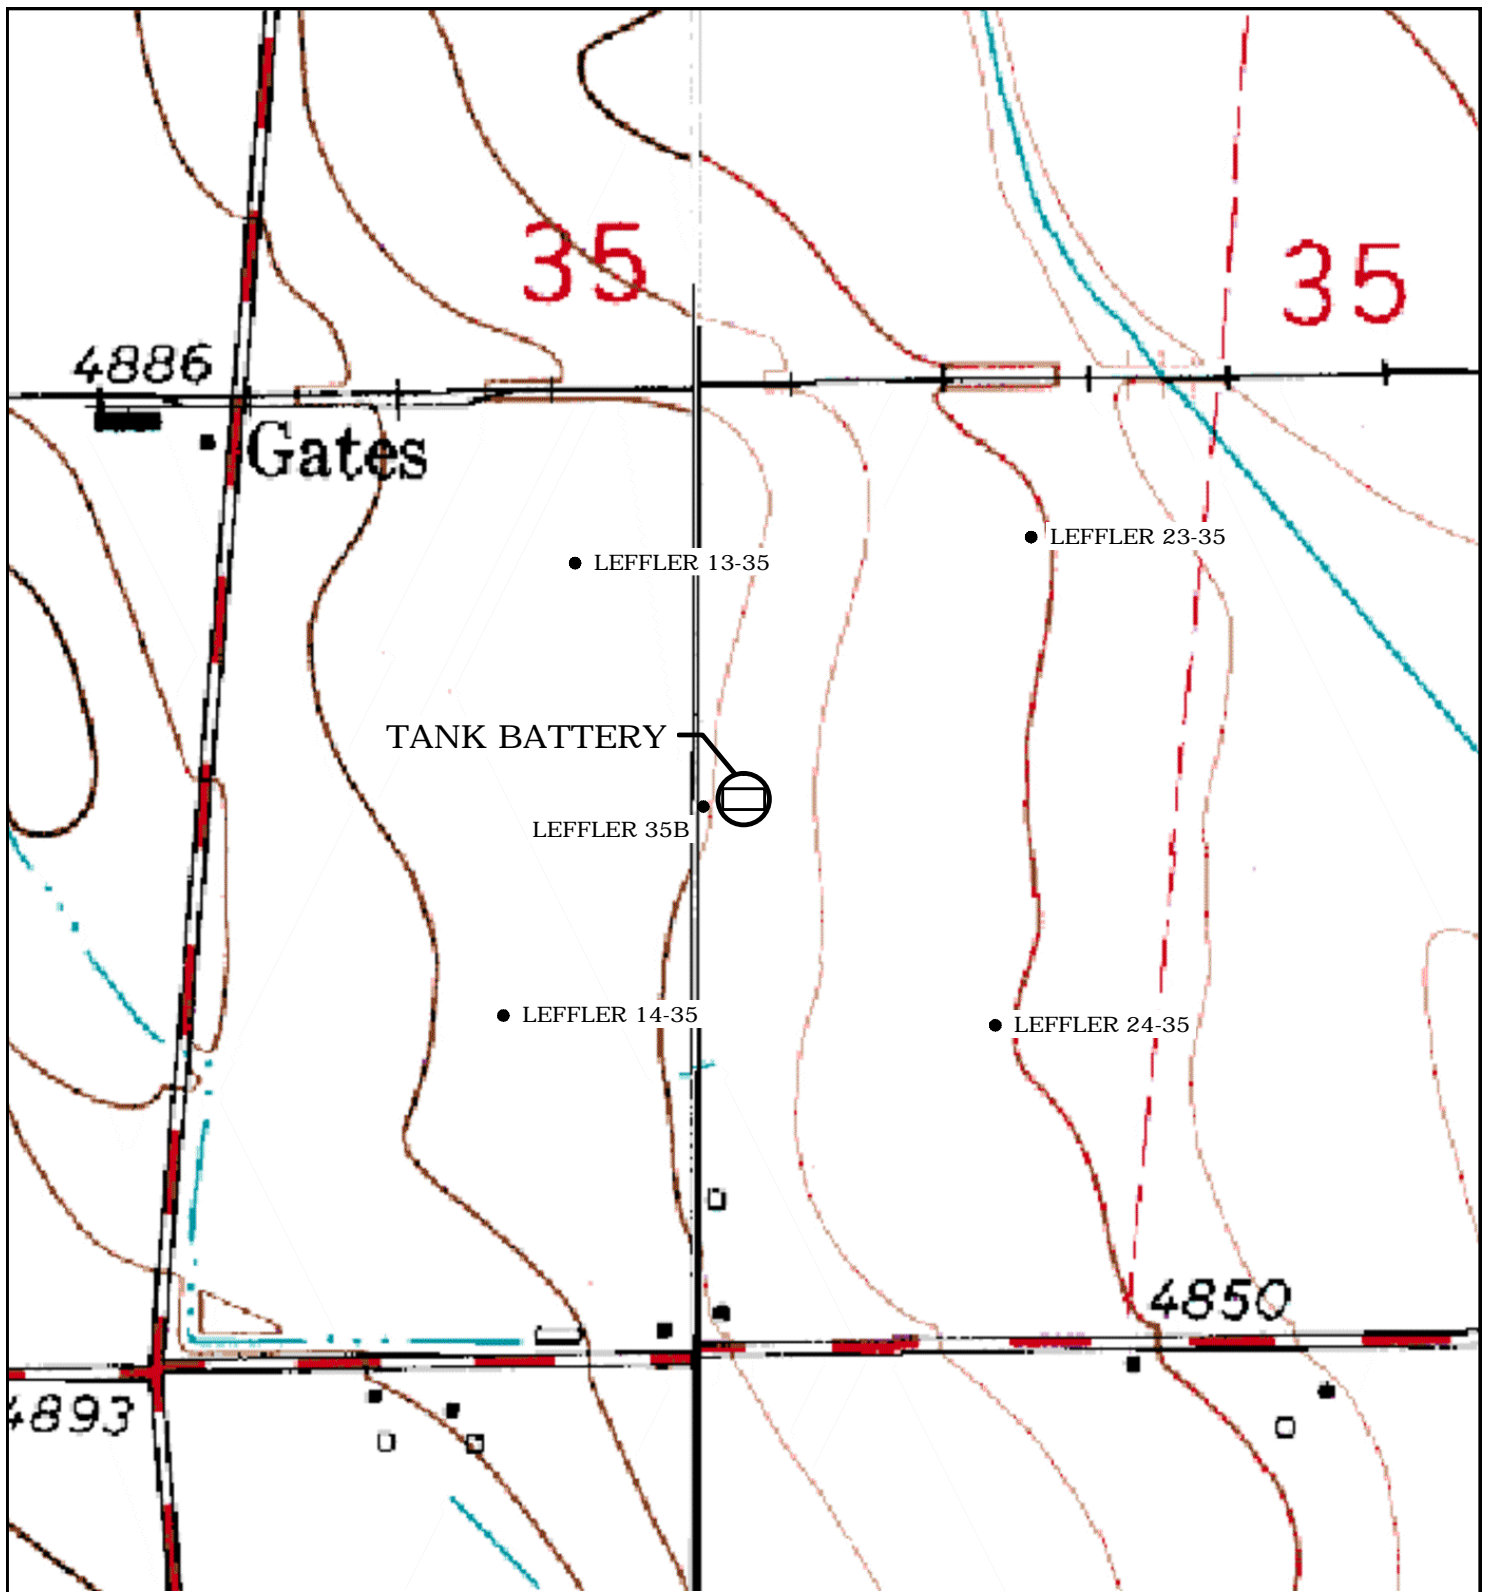 35
35
4886
Gates
LEFFLER 23-35
LEFFLER 13-35
TANK BATTERY
LEFFLER 35B
LEFFLER 14-35
LEFFLER 24-35
4850
4893